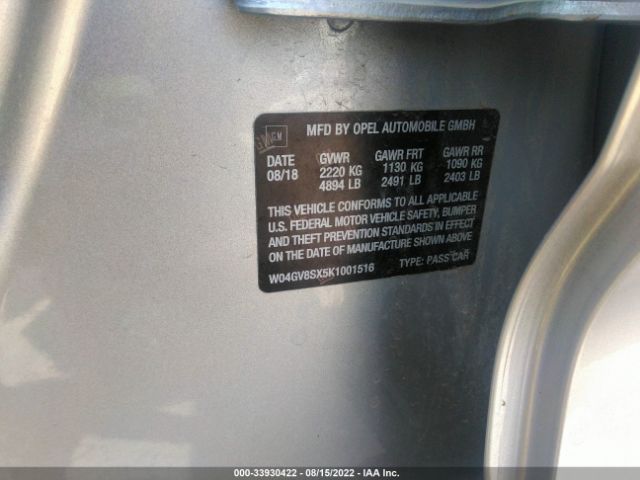 GM
MFD BY OPEL AUTOMOBILE GMBH
DATE GVWR GAWR FRT GAWR RR
08/18 2220 KG 1130 KG 1090 KG
4894 LB 2491 LB 2403 LB
THIS VEHICLE CONFORMS TO ALL APPLICABLE
U.S. FEDERAL MOTOR VEHICLE SAFETY, BUMPER
AND THEFT PREVENTION STANDARDS IN EFFECT
ON THE DATE OF MANUFACTURE SHOWN ABOVE
W04GV8SX5K1001516 TYPE: PASS CAR
000-33930422 - 08/15/2022 - IAA Inc.